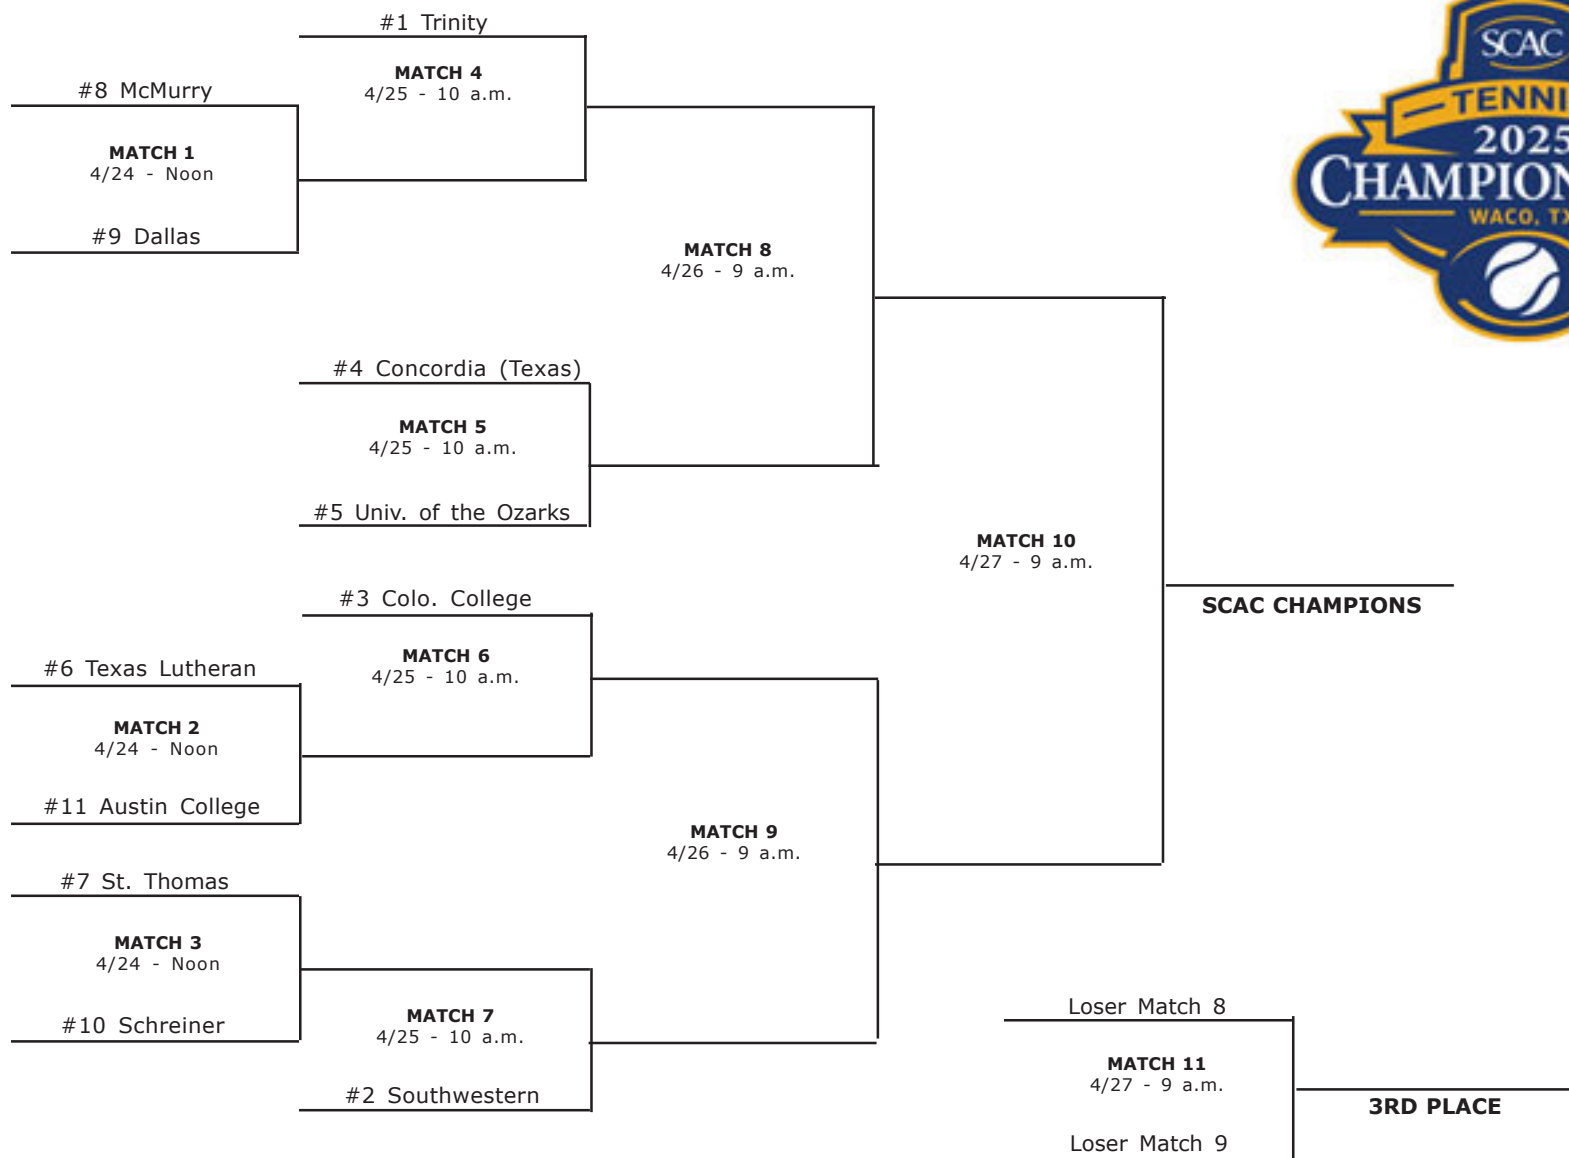 #1 Trinity
MATCH 4
4/25 - 10 a.m.
#8 McMurry
MATCH 1
4/24 - Noon
#9 Dallas
SCAC
TENNI
2025
CHAMPION
WACO, TX
MATCH 8
4/26 - 9 a.m.
#4 Concordia (Texas)
MATCH 5
4/25 - 10 a.m.
#5 Univ. of the Ozarks
MATCH 10
4/27 - 9 a.m.
SCAC CHAMPIONS
#3 Colo. College
MATCH 6
4/25 - 10 a.m.
#6 Texas Lutheran
MATCH 2
4/24 - Noon
#11 Austin College
MATCH 9
4/26 - 9 a.m.
#7 St. Thomas
MATCH 3
4/24 - Noon
#10 Schreiner
MATCH 7
4/25 - 10 a.m.
#2 Southwestern
Loser Match 8
MATCH 11
4/27 - 9 a.m.
3RD PLACE
Loser Match 9